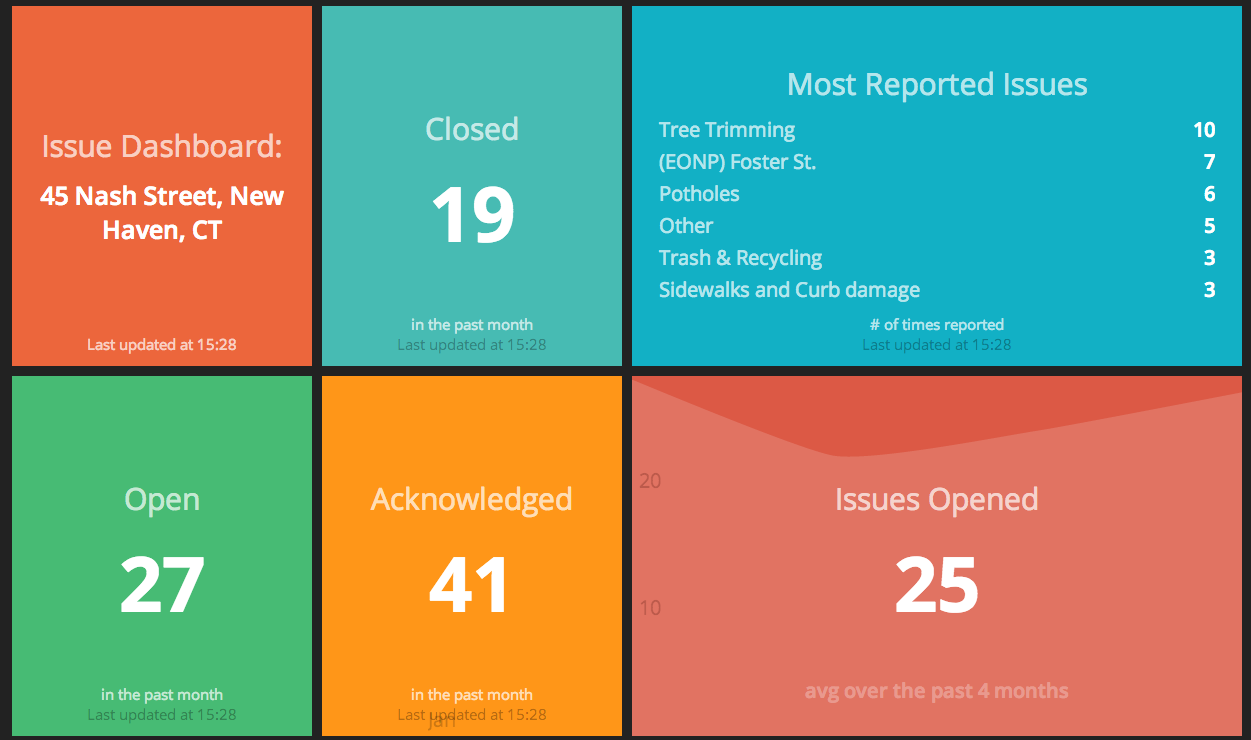 Issue Dashboard:
45 Nash Street, New
Haven, CT
Last updated at 15:28
Closed
19
in the past month
Last updated at 15:28
Most Reported Issues
Tree Trimming 10
(EONP) Foster St. 7
Potholes 6
Other 5
Trash & Recycling 3
Sidewalks and Curb damage 3
# of times reported
Last updated at 15:28
Open
27
in the past month
Last updated at 15:28
Acknowledged
41
in the past month
Last updated at 15:28
Jan
20
Issues Opened
25
10
avg over the past 4 months